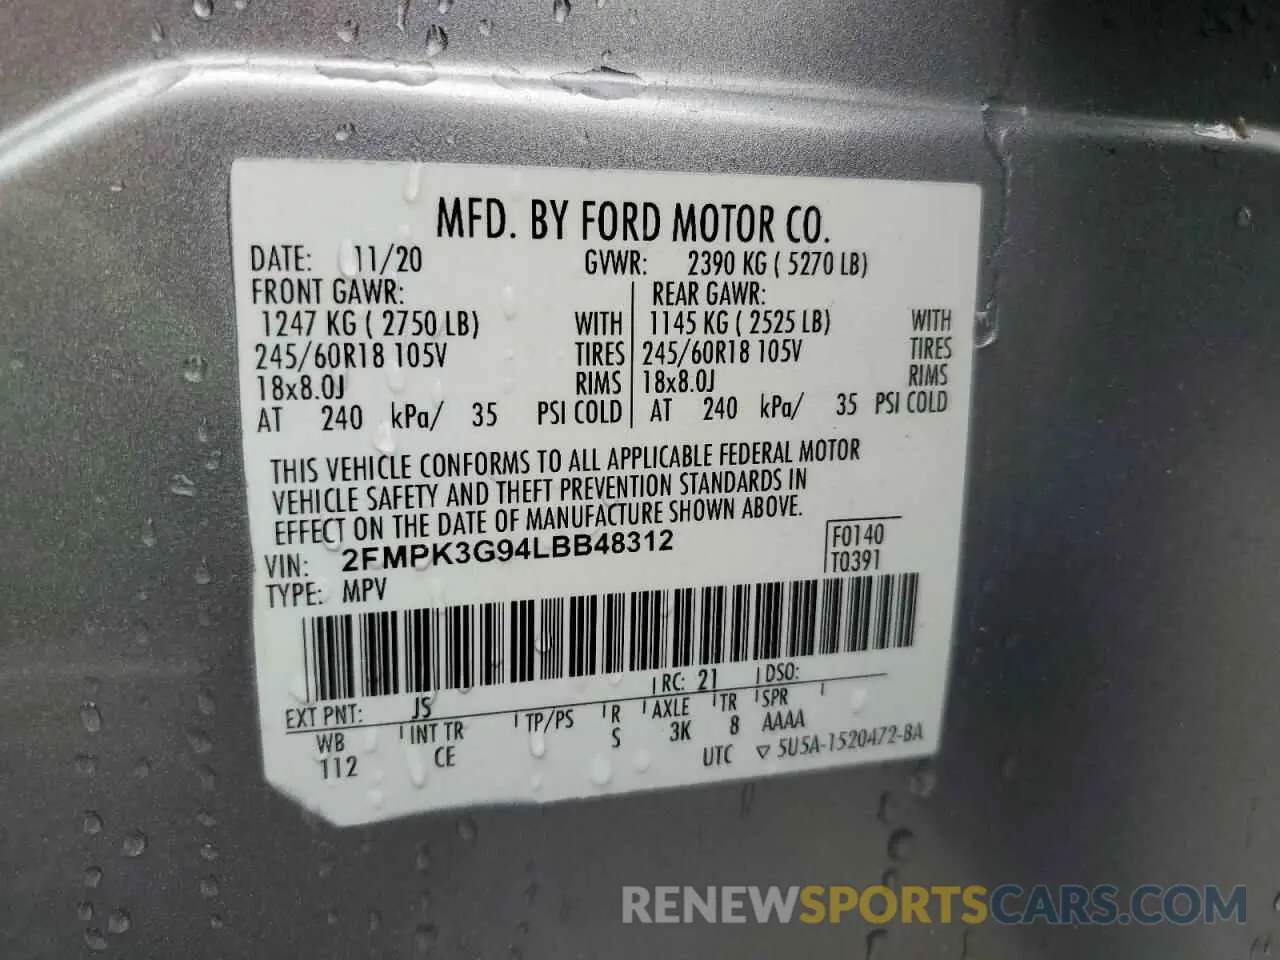 MFD. BY FORD MOTOR CO.
DATE: 11/20 GVWR: 2390 KG ( 5270 LB)
FRONT GAWR: REAR GAWR:
1247 KG ( 2750 LB) WITH 1145 KG ( 2525 LB) WITH
245/60R18 105V TIRES 245/60R18 105V TIRES
18x8.0J RIMS 18x8.0J RIMS
AT 240 kPa/ 35 PSI COLD AT 240 kPa/ 35 PSI COLD
THIS VEHICLE CONFORMS TO ALL APPLICABLE FEDERAL MOTOR
VEHICLE SAFETY AND THEFT PREVENTION STANDARDS IN
EFFECT ON THE DATE OF MANUFACTURE SHOWN ABOVE.
VIN: 2FMPK3G94LBB48312 F0140
TYPE: MPV T0391
EXT PNT: JS RC: 21 DSO:
WB INT TR TP/PS R AXLE TR SPR
112 CE S 3K 8 AAAA
UTC ▽ 5U5A-1520472-BA
RENEWSPORTSCARS.COM